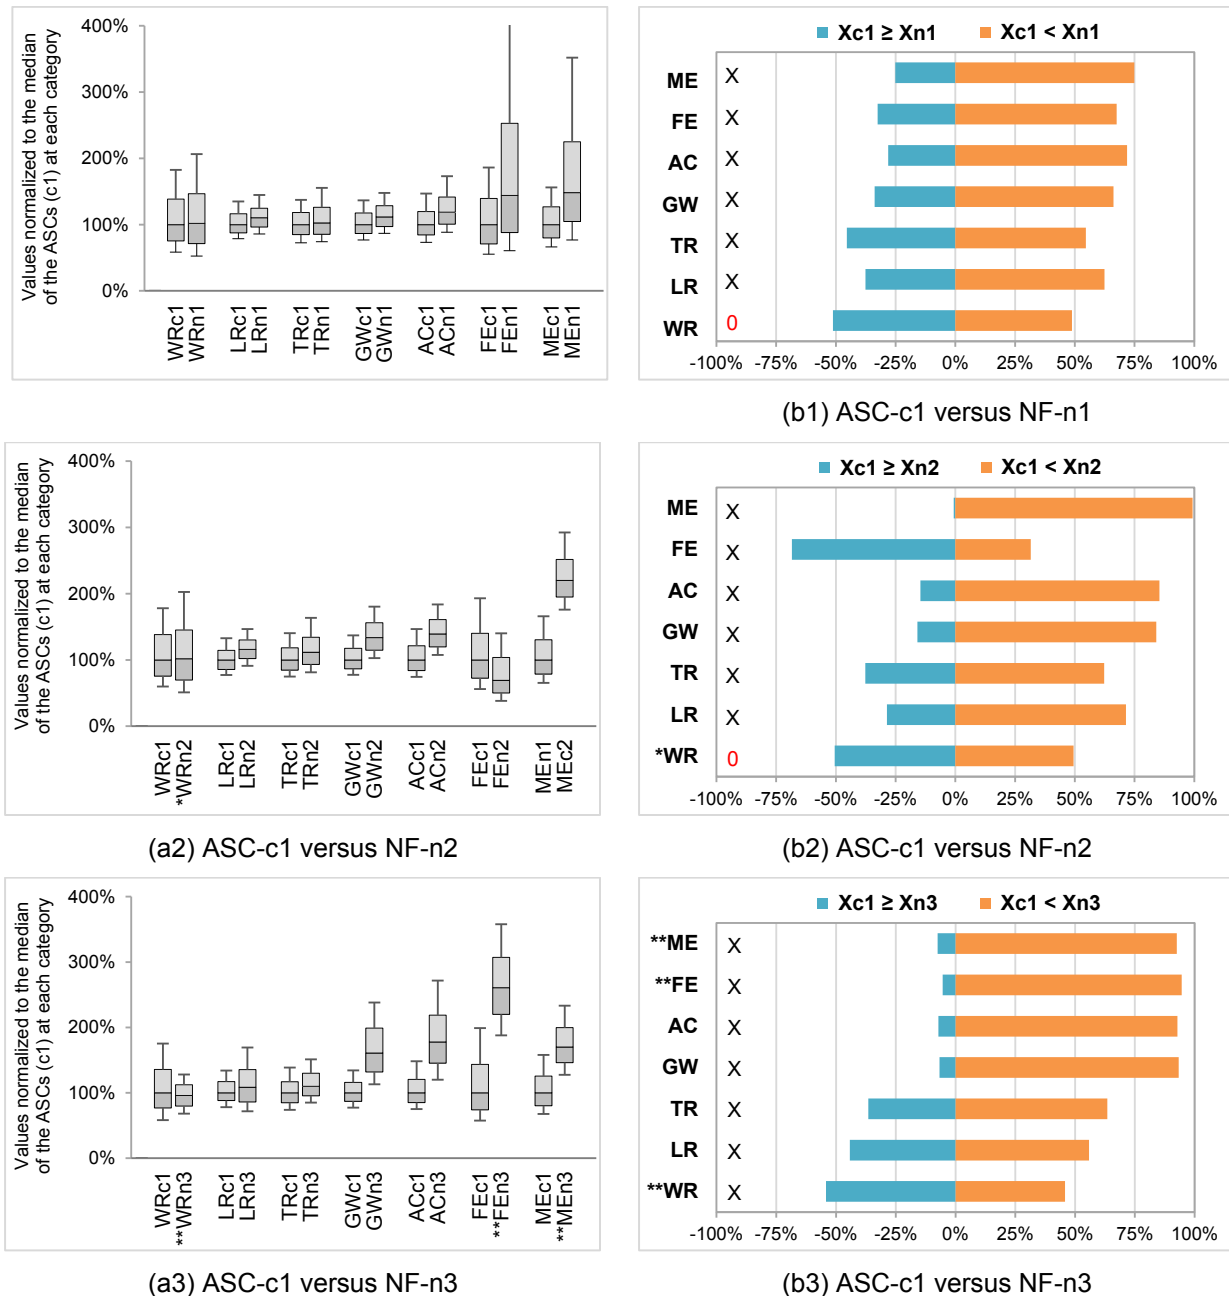 Values normalized to the median
of the ASCs (c1) at each category
400%
300%
200%
100%
0%
WRc1
WRn1
LRc1
LRn1
TRc1
TRn1
GWc1
GWn1
ACc1
ACn1
FEc1
FEn1
MEc1
MEn1
Xc1 ≥ Xn1 Xc1 < Xn1
ME X
FE X
AC X
GW X
TR X
LR X
WR 0
-100% -75% -50% -25% 0% 25% 50% 75% 100%
(b1) ASC-c1 versus NF-n1
Values normalized to the median
of the ASCs (c1) at each category
400%
300%
200%
100%
0%
WRc1
*WRn2
LRc1
LRn2
TRc1
TRn2
GWc1
GWn2
ACc1
ACn2
FEc1
FEn2
MEn1
MEc2
(a2) ASC-c1 versus NF-n2
Xc1 ≥ Xn2 Xc1 < Xn2
ME X
FE X
AC X
GW X
TR X
LR X
*WR 0
-100% -75% -50% -25% 0% 25% 50% 75% 100%
(b2) ASC-c1 versus NF-n2
Values normalized to the median
of the ASCs (c1) at each category
400%
300%
200%
100%
0%
WRc1
**WRn3
LRc1
LRn3
TRc1
TRn3
GWc1
GWn3
ACc1
ACn3
FEc1
**FEn3
MEc1
**MEn3
(a3) ASC-c1 versus NF-n3
Xc1 ≥ Xn3 Xc1 < Xn3
**ME X
**FE X
AC X
GW X
TR X
LR X
**WR X
-100% -75% -50% -25% 0% 25% 50% 75% 100%
(b3) ASC-c1 versus NF-n3